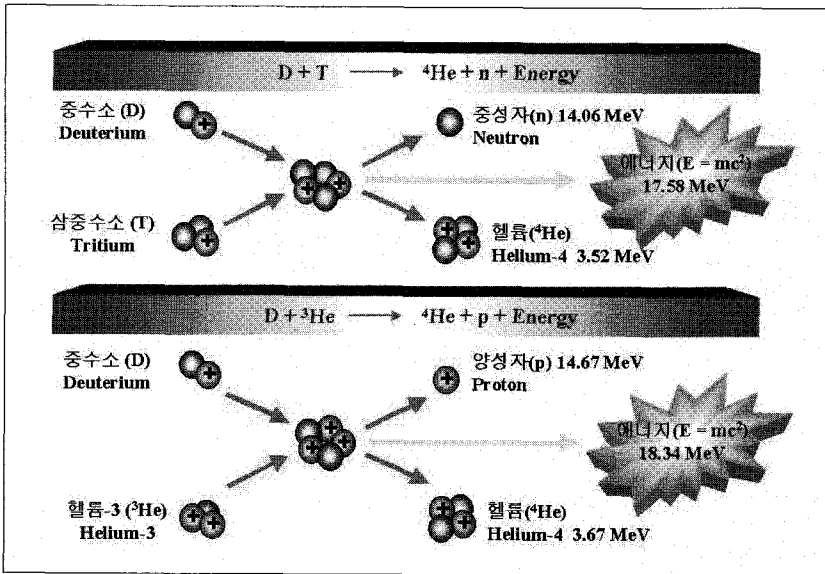 D + T → ⁴He + n + Energy
중수소 (D)
Deuterium
중성자(n) 14.06 MeV
Neutron
에너지(E = mc²)
17.58 MeV
삼중수소 (T)
Tritium
헬륨(⁴He)
Helium-4 3.52 MeV
D + ³He → ⁴He + p + Energy
중수소 (D)
Deuterium
양성자(p) 14.67 MeV
Proton
에너지(E = mc²)
18.34 MeV
헬륨-3 (³He)
Helium-3
헬륨(⁴He)
Helium-4 3.67 MeV